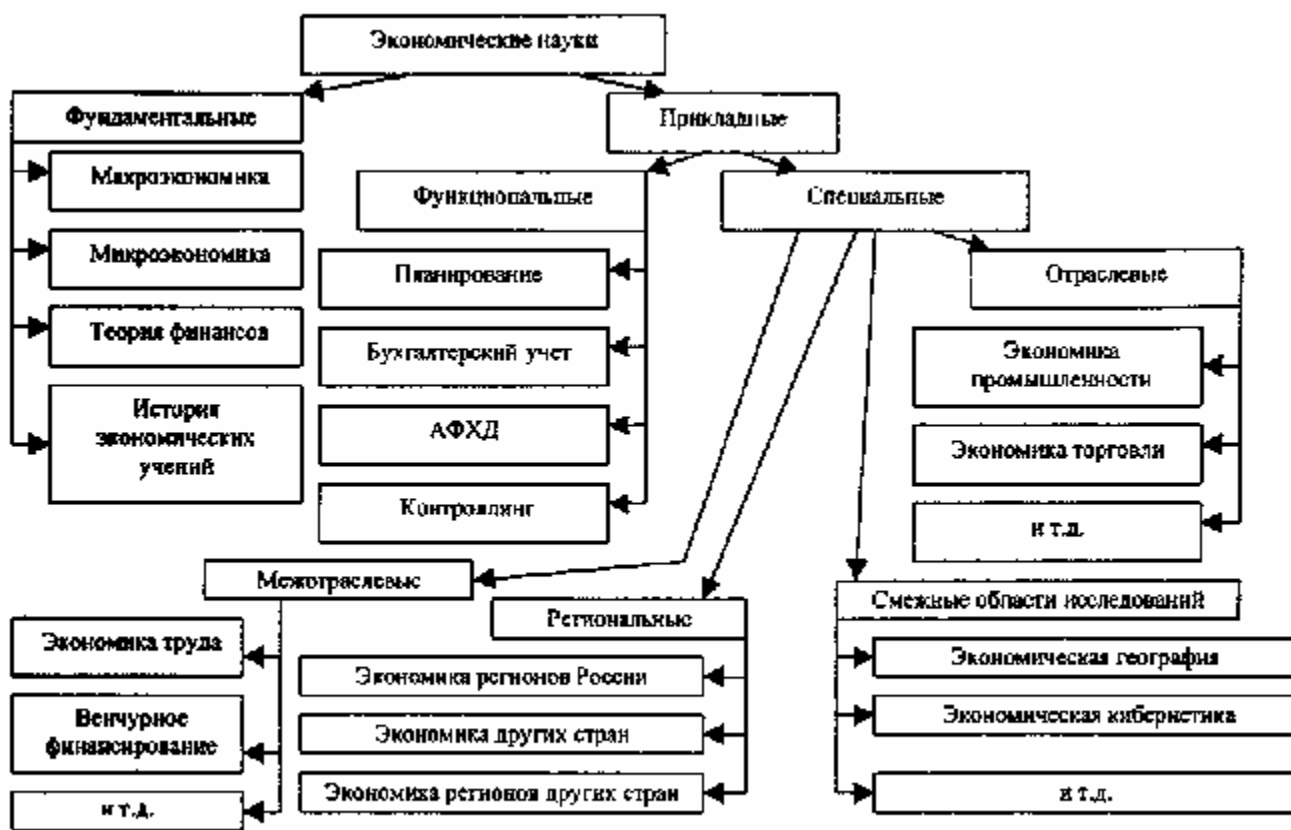 Экономические науки
Фундаментальные
Прикладные
Макроэкономика
Функциональные
Специальные
Микроэкономика
Планирование
Отраслевые
Теория финансов
Бухгалтерский учет
Экономика
промышленности
История
экономических
учений
АФХД
Экономика торговли
Контроллинг
и т.д.
Межотраслевые
Региональные
Смежные области исследований
Экономика труда
Экономика регионов России
Экономическая география
Венчурное
финансирование
Экономика других стран
Экономическая кибернетика
и т.д.
Экономика регионов других стран
и т.д.